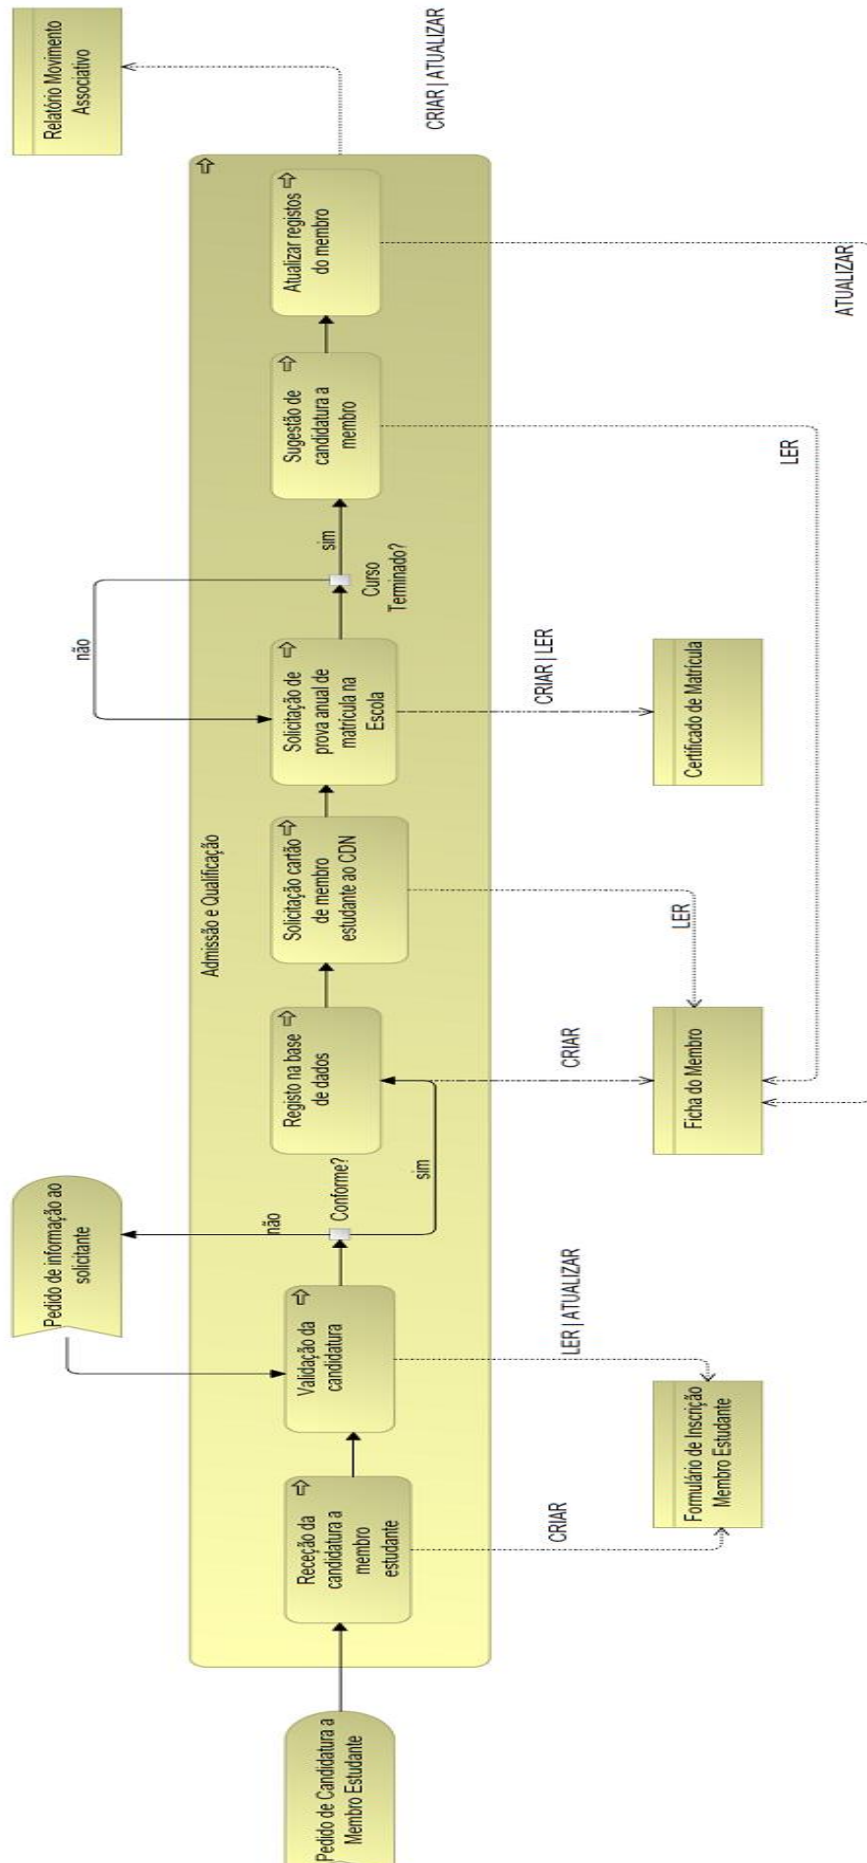 Pedido de Candidatura a
Membro Estudante
Admissão e Qualificação
Receção da
candidatura a
membro
estudante
CRIAR
Formulário de Inscrição
Membro Estudante
Validação da
candidatura
LER | ATUALIZAR
Pedido de informação ao
solicitante
não
Conforme?
sim
Registo na base
de dados
CRIAR
Ficha do Membro
Solicitação cartão
de membro
estudante ao CDN
LER
Solicitação de
prova anual de
matrícula na
Escola
CRIAR | LER
Certificado de Matrícula
não
Curso
Terminado?
sim
Sugestão de
candidatura a
membro
LER
Atualizar registos
do membro
ATUALIZAR
Relatório Movimento
Associativo
CRIAR | ATUALIZAR